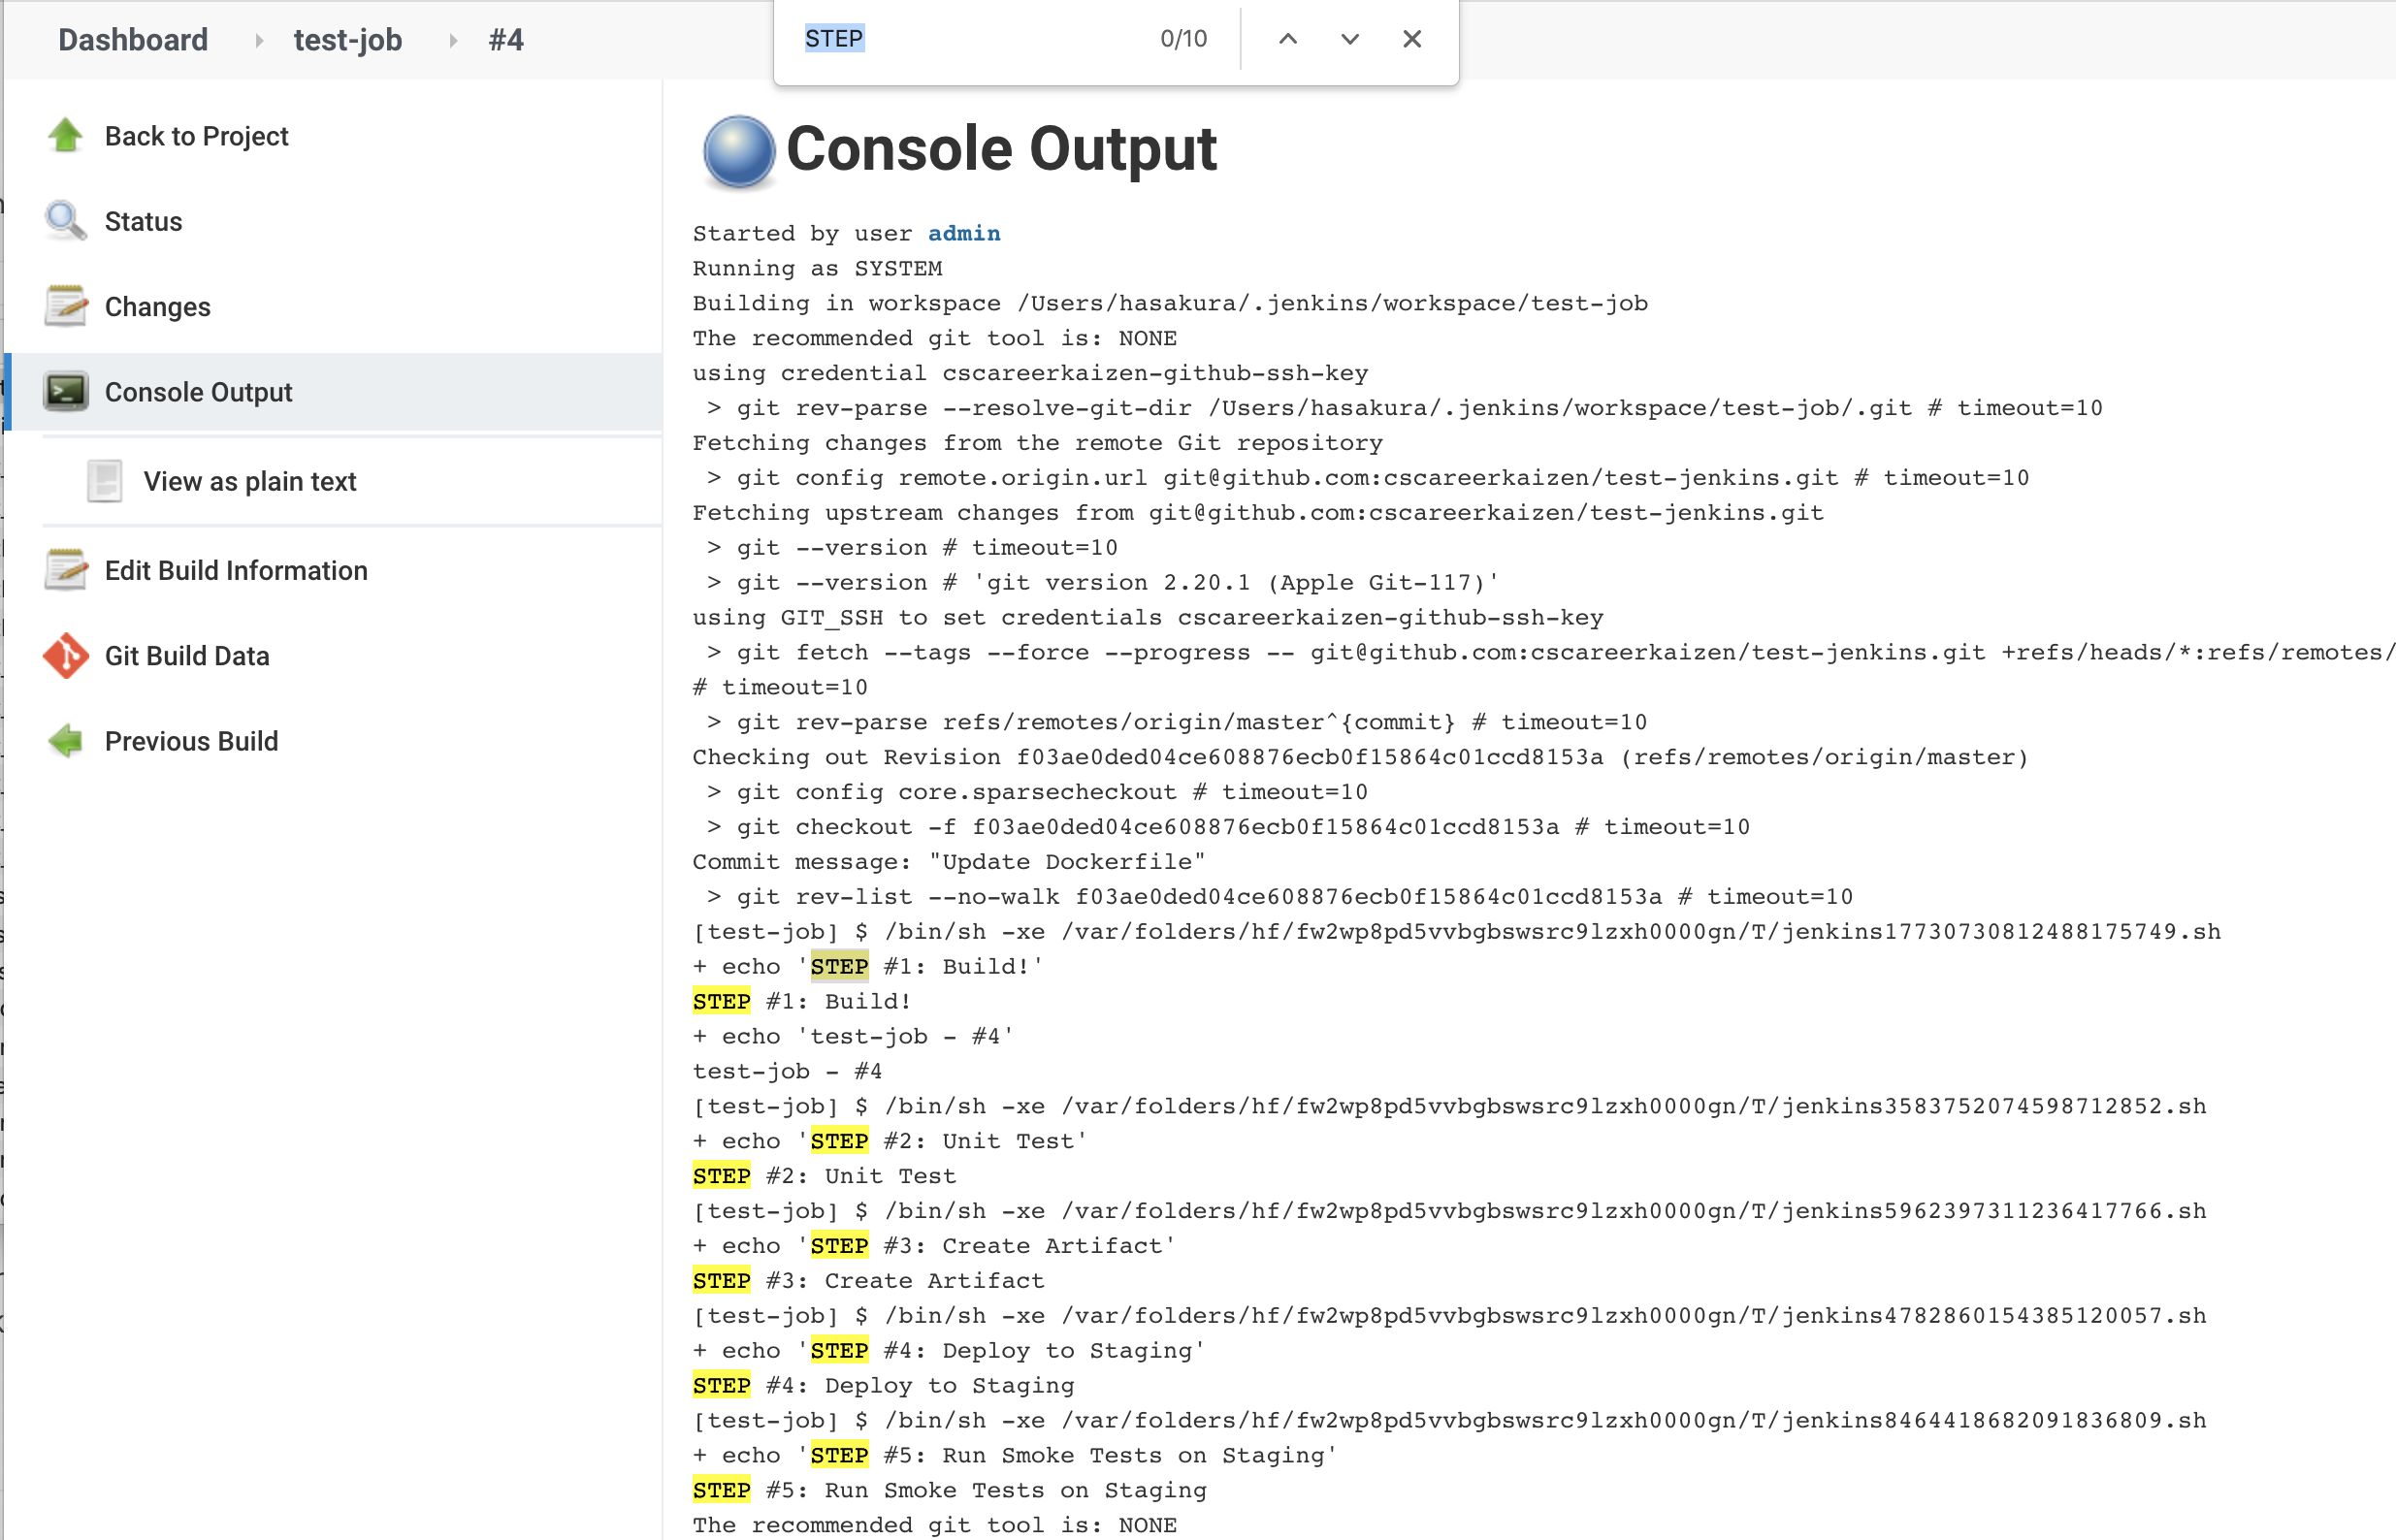 Dashboard > test-job > #4
STEP 0/10
Back to Project
Status
Changes
Console Output
View as plain text
Edit Build Information
Git Build Data
Previous Build
Console Output
Started by user admin
Running as SYSTEM
Building in workspace /Users/hasakura/.jenkins/workspace/test-job
The recommended git tool is: NONE
using credential cscareerkaizen-github-ssh-key
 > git rev-parse --resolve-git-dir /Users/hasakura/.jenkins/workspace/test-job/.git # timeout=10
Fetching changes from the remote Git repository
 > git config remote.origin.url git@github.com:cscareerkaizen/test-jenkins.git # timeout=10
Fetching upstream changes from git@github.com:cscareerkaizen/test-jenkins.git
 > git --version # timeout=10
 > git --version # 'git version 2.20.1 (Apple Git-117)'
using GIT_SSH to set credentials cscareerkaizen-github-ssh-key
 > git fetch --tags --force --progress -- git@github.com:cscareerkaizen/test-jenkins.git +refs/heads/*:refs/remotes/
# timeout=10
 > git rev-parse refs/remotes/origin/master^{commit} # timeout=10
Checking out Revision f03ae0ded04ce608876ecb0f15864c01ccd8153a (refs/remotes/origin/master)
 > git config core.sparsecheckout # timeout=10
 > git checkout -f f03ae0ded04ce608876ecb0f15864c01ccd8153a # timeout=10
Commit message: "Update Dockerfile"
 > git rev-list --no-walk f03ae0ded04ce608876ecb0f15864c01ccd8153a # timeout=10
[test-job] $ /bin/sh -xe /var/folders/hf/fw2wp8pd5vvbgbswsrc9lzxh0000gn/T/jenkins17730730812488175749.sh
+ echo 'STEP #1: Build!'
STEP #1: Build!
+ echo 'test-job - #4'
test-job - #4
[test-job] $ /bin/sh -xe /var/folders/hf/fw2wp8pd5vvbgbswsrc9lzxh0000gn/T/jenkins3583752074598712852.sh
+ echo 'STEP #2: Unit Test'
STEP #2: Unit Test
[test-job] $ /bin/sh -xe /var/folders/hf/fw2wp8pd5vvbgbswsrc9lzxh0000gn/T/jenkins5962397311236417766.sh
+ echo 'STEP #3: Create Artifact'
STEP #3: Create Artifact
[test-job] $ /bin/sh -xe /var/folders/hf/fw2wp8pd5vvbgbswsrc9lzxh0000gn/T/jenkins4782860154385120057.sh
+ echo 'STEP #4: Deploy to Staging'
STEP #4: Deploy to Staging
[test-job] $ /bin/sh -xe /var/folders/hf/fw2wp8pd5vvbgbswsrc9lzxh0000gn/T/jenkins8464418682091836809.sh
+ echo 'STEP #5: Run Smoke Tests on Staging'
STEP #5: Run Smoke Tests on Staging
The recommended git tool is: NONE